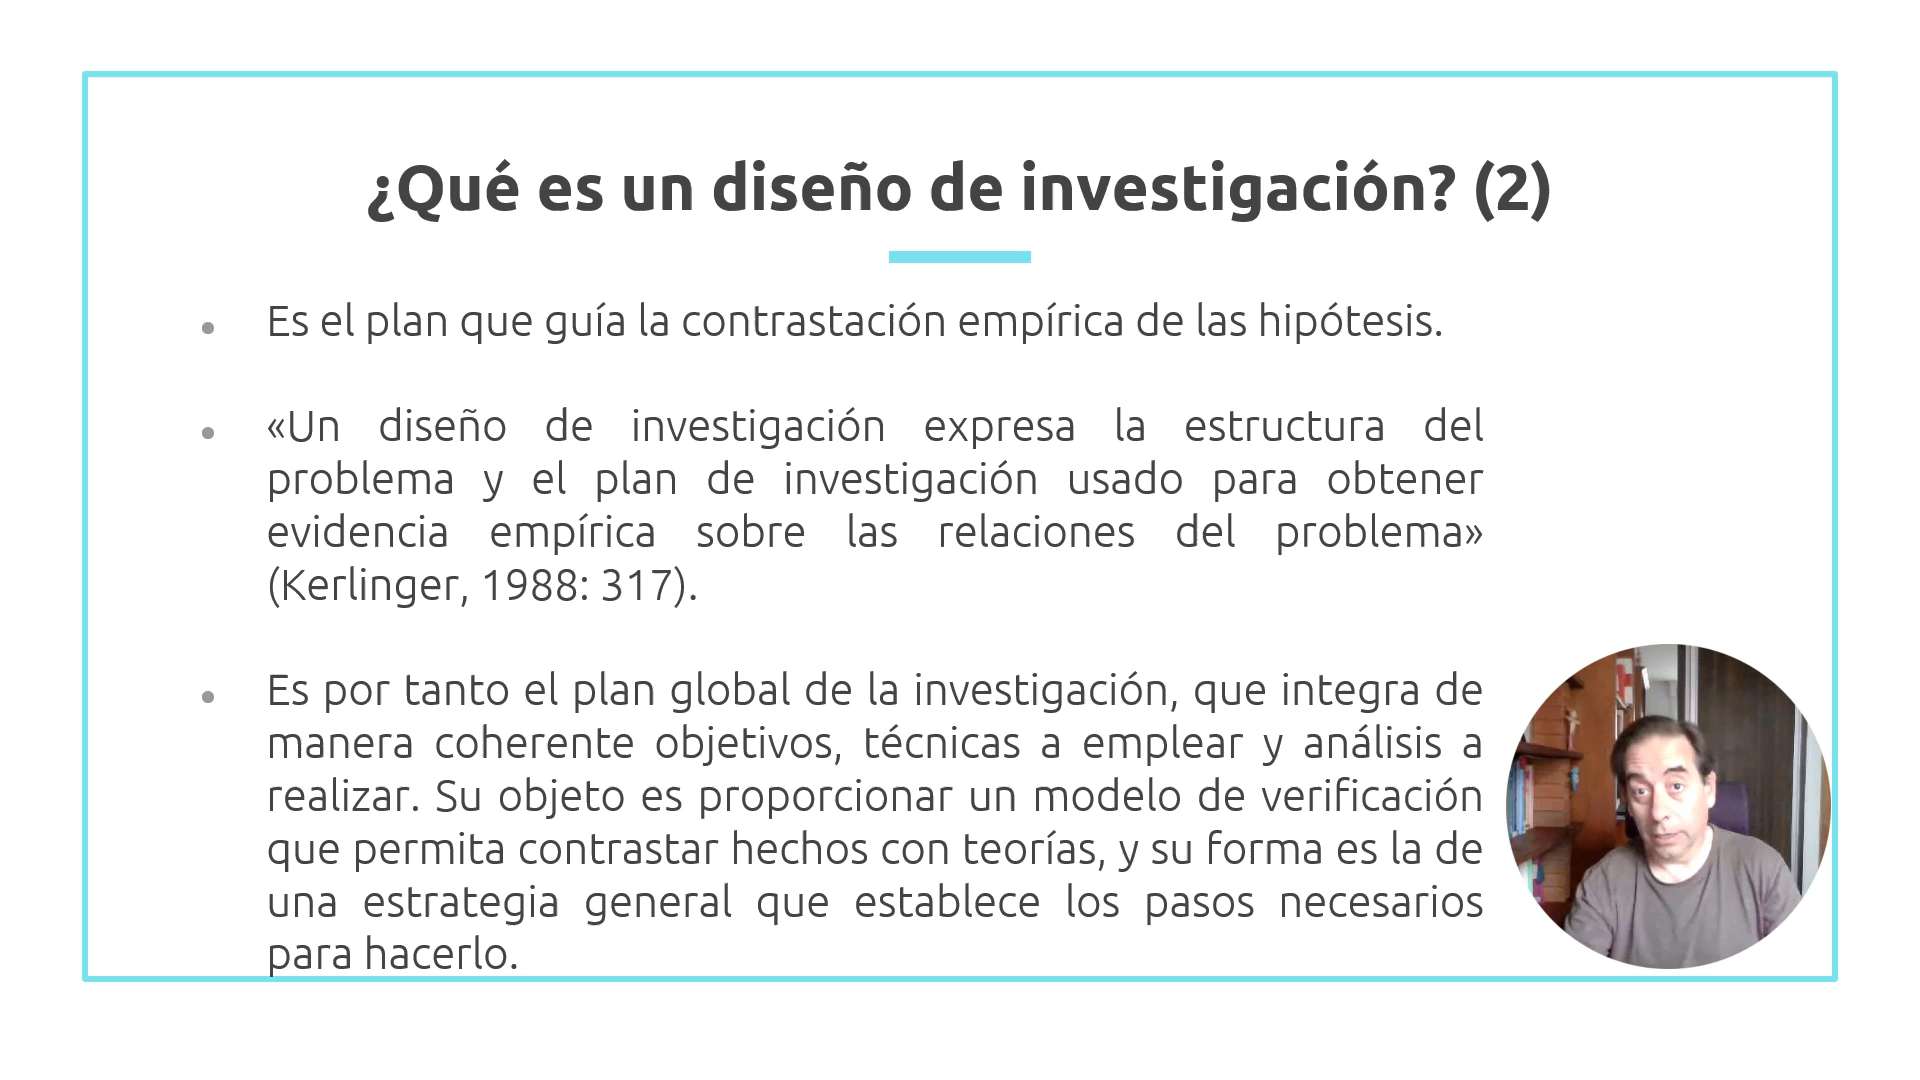 ¿Qué es un diseño de investigación? (2)
Es el plan que guía la contrastación empírica de las hipótesis.
«Un diseño de investigación expresa la estructura del
problema y el plan de investigación usado para obtener
evidencia empírica sobre las relaciones del problema»
(Kerlinger, 1988: 317).
Es por tanto el plan global de la investigación, que integra de
manera coherente objetivos, técnicas a emplear y análisis a
realizar. Su objeto es proporcionar un modelo de verificación
que permita contrastar hechos con teorías, y su forma es la de
una estrategia general que establece los pasos necesarios
para hacerlo.